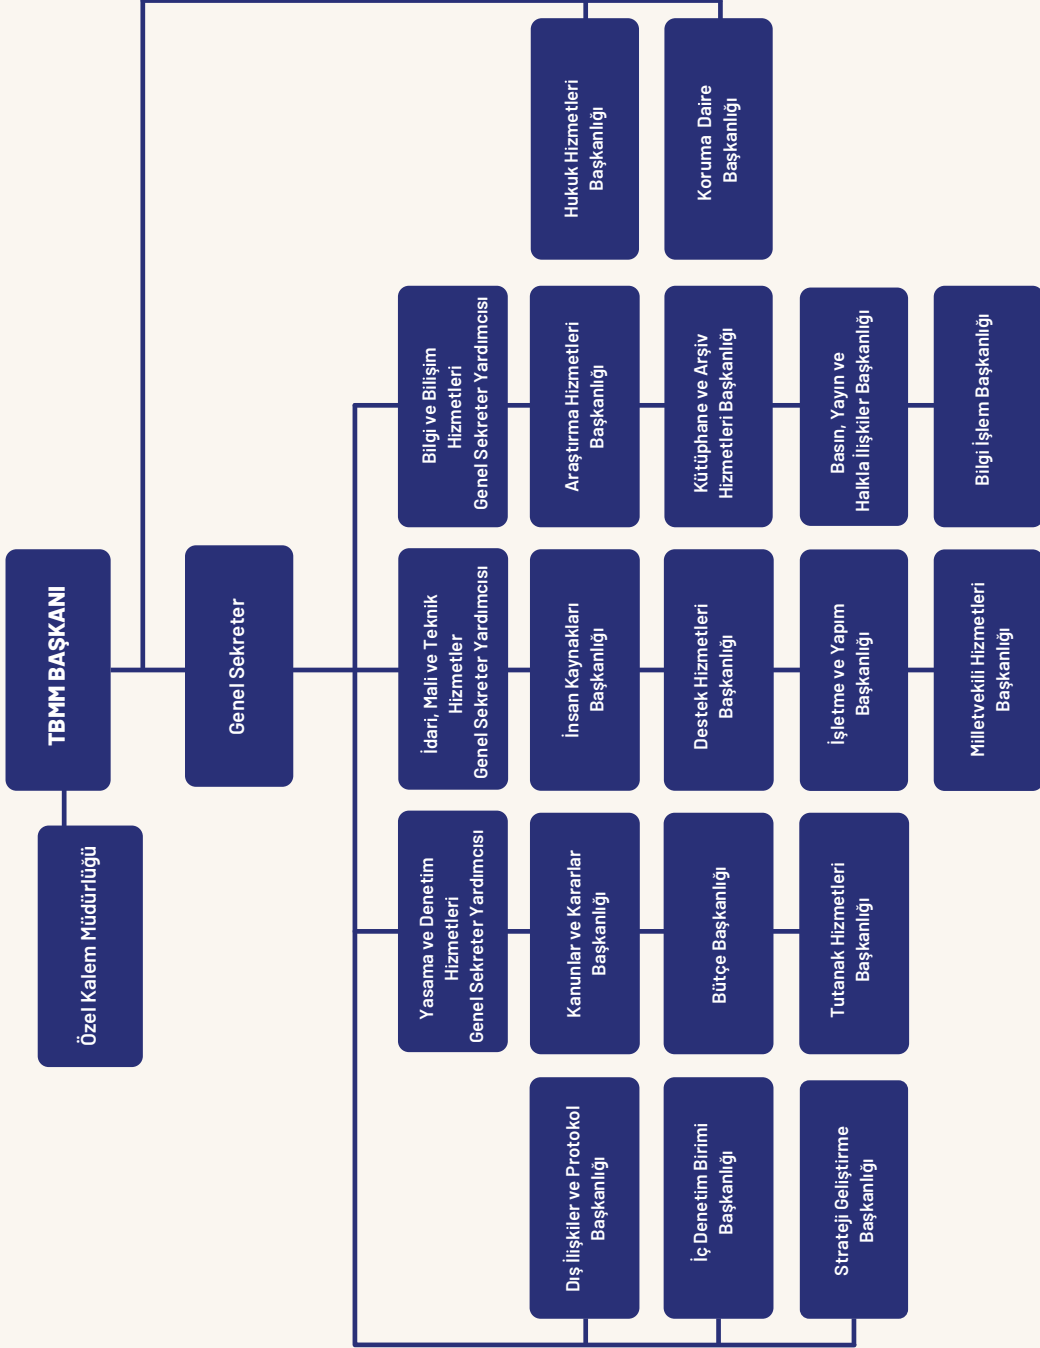 TBMM BAŞKANI
Özel Kalem Müdürlüğü
Genel Sekreter
Dış İlişkiler ve Protokol
Başkanlığı
İç Denetim Birimi
Başkanlığı
Strateji Geliştirme
Başkanlığı
Yasama ve Denetim
Hizmetleri
Genel Sekreter Yardımcısı
Kanunlar ve Kararlar
Başkanlığı
Bütçe Başkanlığı
Tutanak Hizmetleri
Başkanlığı
İdari, Mali ve Teknik
Hizmetler
Genel Sekreter Yardımcısı
İnsan Kaynakları
Başkanlığı
Destek Hizmetleri
Başkanlığı
İşletme ve Yapım
Başkanlığı
Milletvekili Hizmetleri
Başkanlığı
Bilgi ve Bilişim
Hizmetleri
Genel Sekreter Yardımcısı
Araştırma Hizmetleri
Başkanlığı
Kütüphane ve Arşiv
Hizmetleri Başkanlığı
Basın, Yayın ve
Halkla İlişkiler Başkanlığı
Bilgi İşlem Başkanlığı
Hukuk Hizmetleri
Başkanlığı
Koruma Daire
Başkanlığı